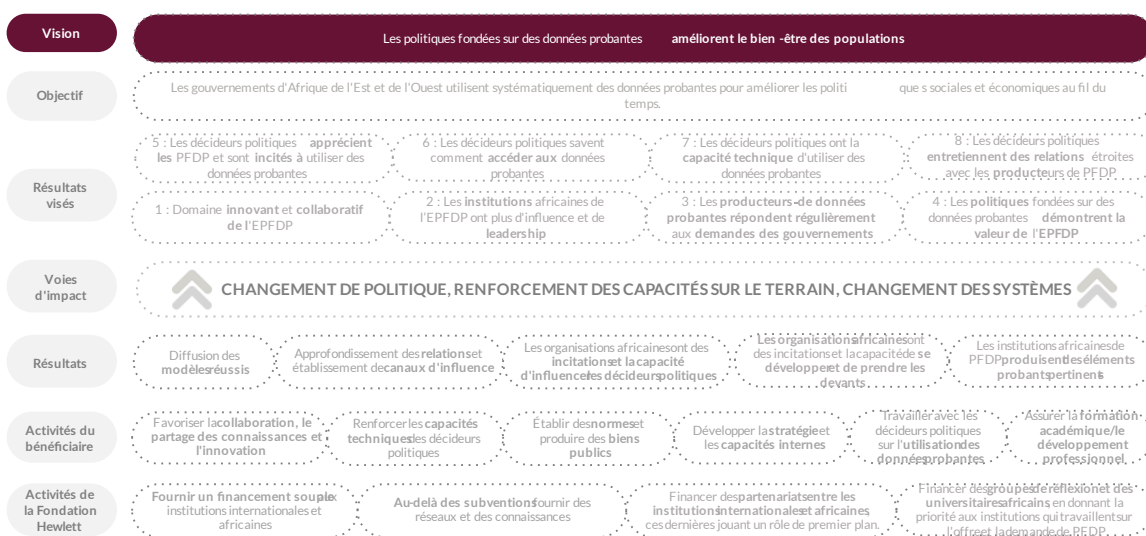 Vision
Les politiques fondées sur des données probantes améliorent le bien -être des populations
Objectif
Les gouvernements d'Afrique de l'Est et de l'Ouest utilisent systématiquement des données probantes pour améliorer les politi que s sociales et économiques au fil du
temps.
Résultats
visés
5 : Les décideurs politiques apprécient
les PFDP et sont incités à utiliser des
données probantes
6 : Les décideurs politiques savent
comment accéder aux données
probantes
7 : Les décideurs politiques ont la
capacité technique d'utiliser des
données probantes
8 : Les décideurs politiques
entretiennent des relations étroites
avec les producteurs de PFDP
1 : Domaine innovant et collaboratif
de l'EPFDP
2 : Les institutions africaines de
l'EPFDP ont plus d'influence et de
leadership
3 : Les producteurs-de données
probantes répondent régulièrement
aux demandes des gouvernements
4 : Les politiques fondées sur des
données probantes démontrent la
valeur de l'EPFDP
Voies
d'impact
CHANGEMENT DE POLITIQUE, RENFORCEMENT DES CAPACITÉS SUR LE TERRAIN, CHANGEMENT DES SYSTÈMES
Résultats
Diffusion des
modèles réussis
Approfondissement des relations et
établissement de canaux d'influence
Les organisations africaines ont des
incitations et la capacité
d'influencer les décideurs politiques
Les organisations africaines ont
des incitations et la capacité de se
développer et de prendre les
devants
Les institutions africaines de
PFDP produisent des éléments
probants pertinents
Activités du
bénéficiaire
Favoriser la collaboration, le
partage des connaissances et
l'innovation
Renforcer les capacités
techniques des décideurs
politiques
Établir des normes et
produire des biens
publics
Développer la stratégie et
les capacités internes
Travailler avec les
décideurs politiques
sur l'utilisation des
données probantes
Assurer la formation
académique/le
développement
professionnel
Activités de
la Fondation
Hewlett
Fournir un financement souple aux
institutions internationales et
africaines
Au-delà des subventions, fournir des
réseaux et des connaissances
Financer des partenariats entre les
institutions internationales et africaines,
ces dernières jouant un rôle de premier plan.
Financer des groupes de réflexion et des
universitaires africains, en donnant la
priorité aux institutions qui travaillent sur
l'offre et la demande de PFDP